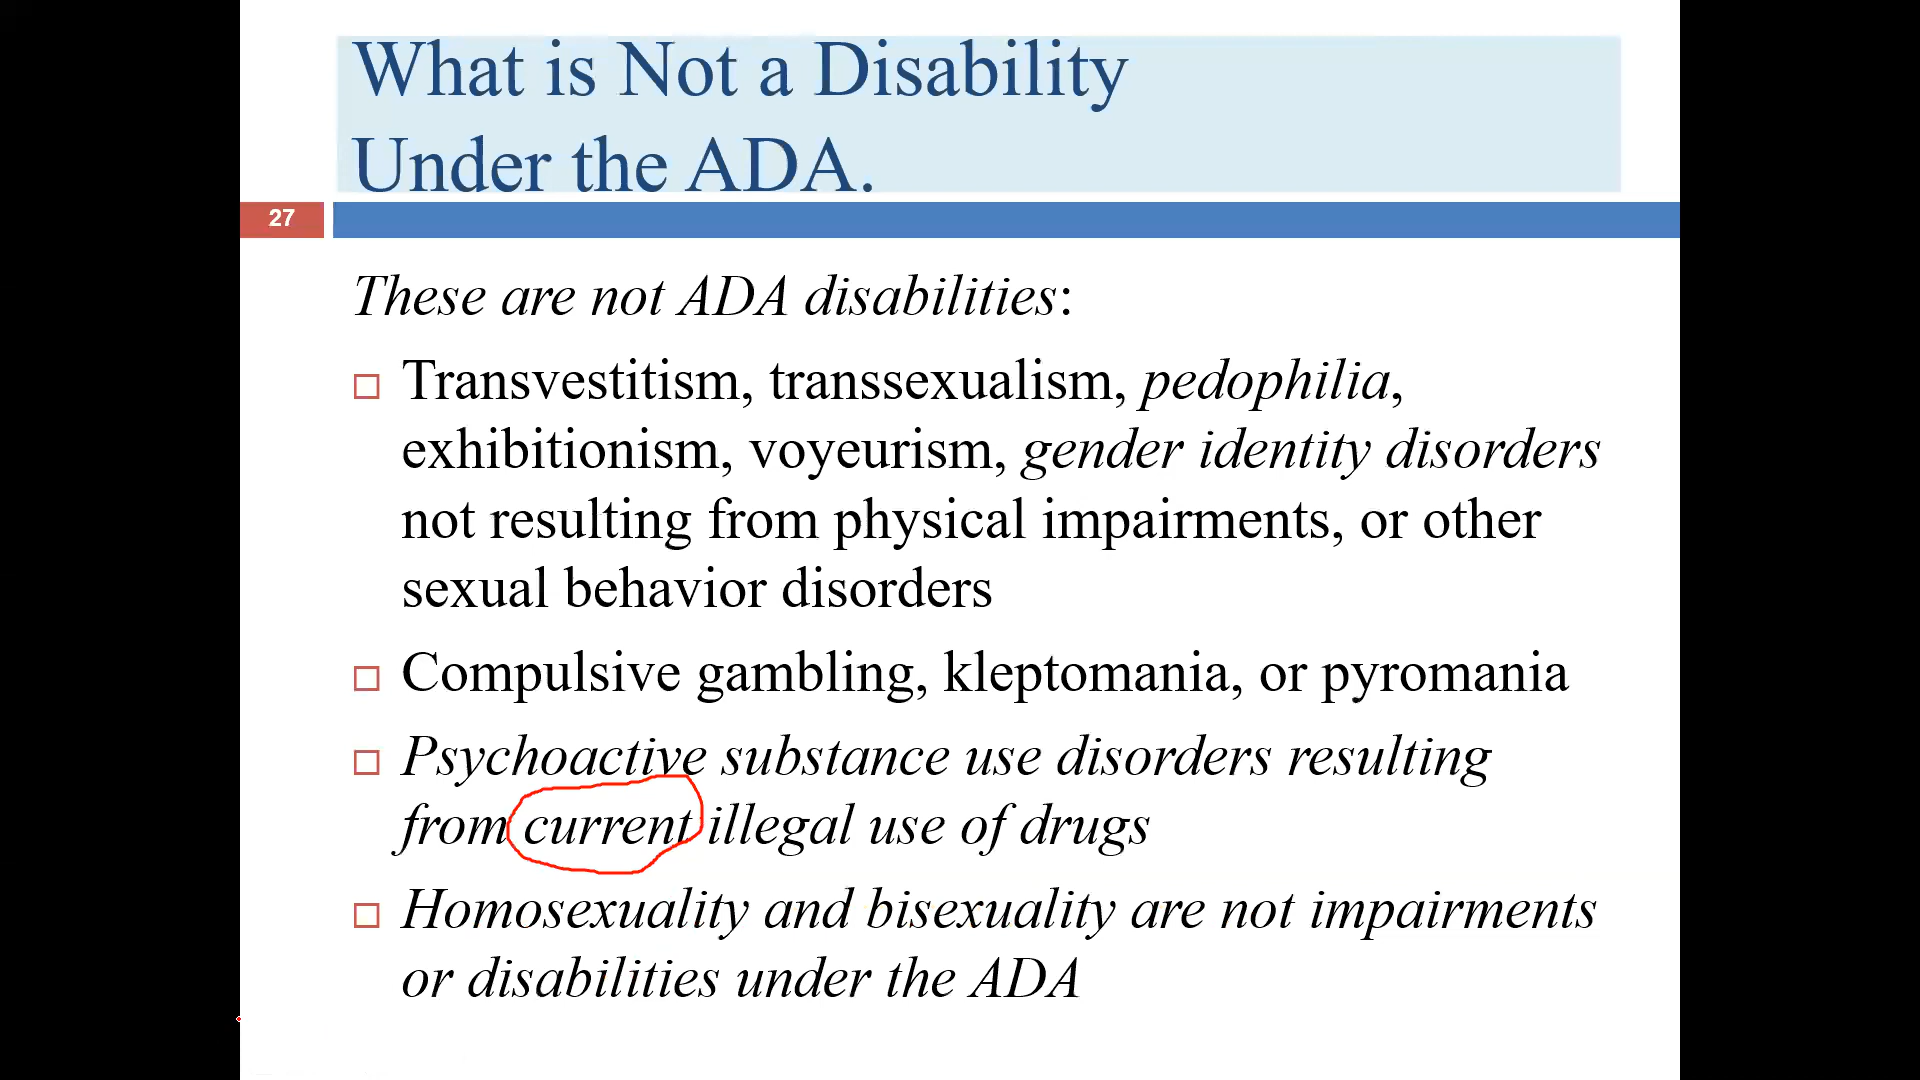 What is Not a Disability
Under the ADA.
27
These are not ADA disabilities:
Transvestitism, transsexualism, pedophilia,
exhibitionism, voyeurism, gender identity disorders
not resulting from physical impairments, or other
sexual behavior disorders
Compulsive gambling, kleptomania, or pyromania
Psychoactive substance use disorders resulting
from current illegal use of drugs
Homosexuality and bisexuality are not impairments
or disabilities under the ADA